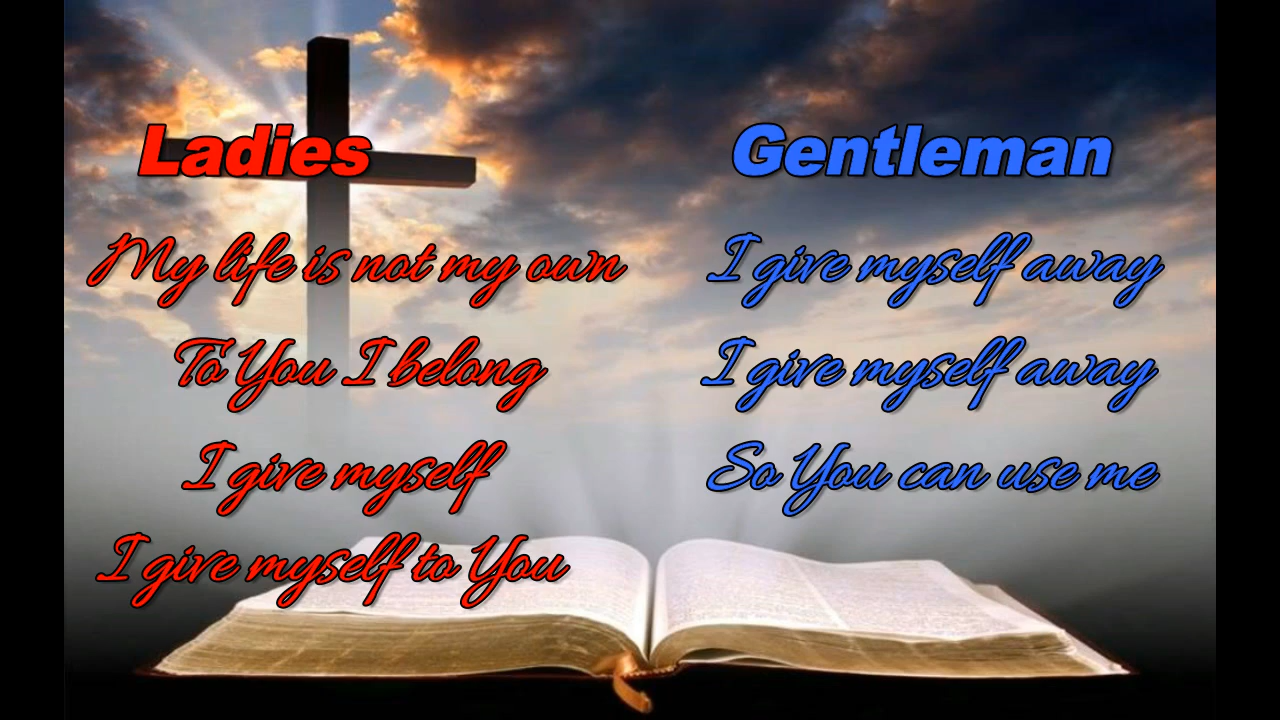 Ladies
My life is not my own
To You I belong
I give myself
I give myself to You
Gentleman
I give myself away
I give myself away
So You can use me